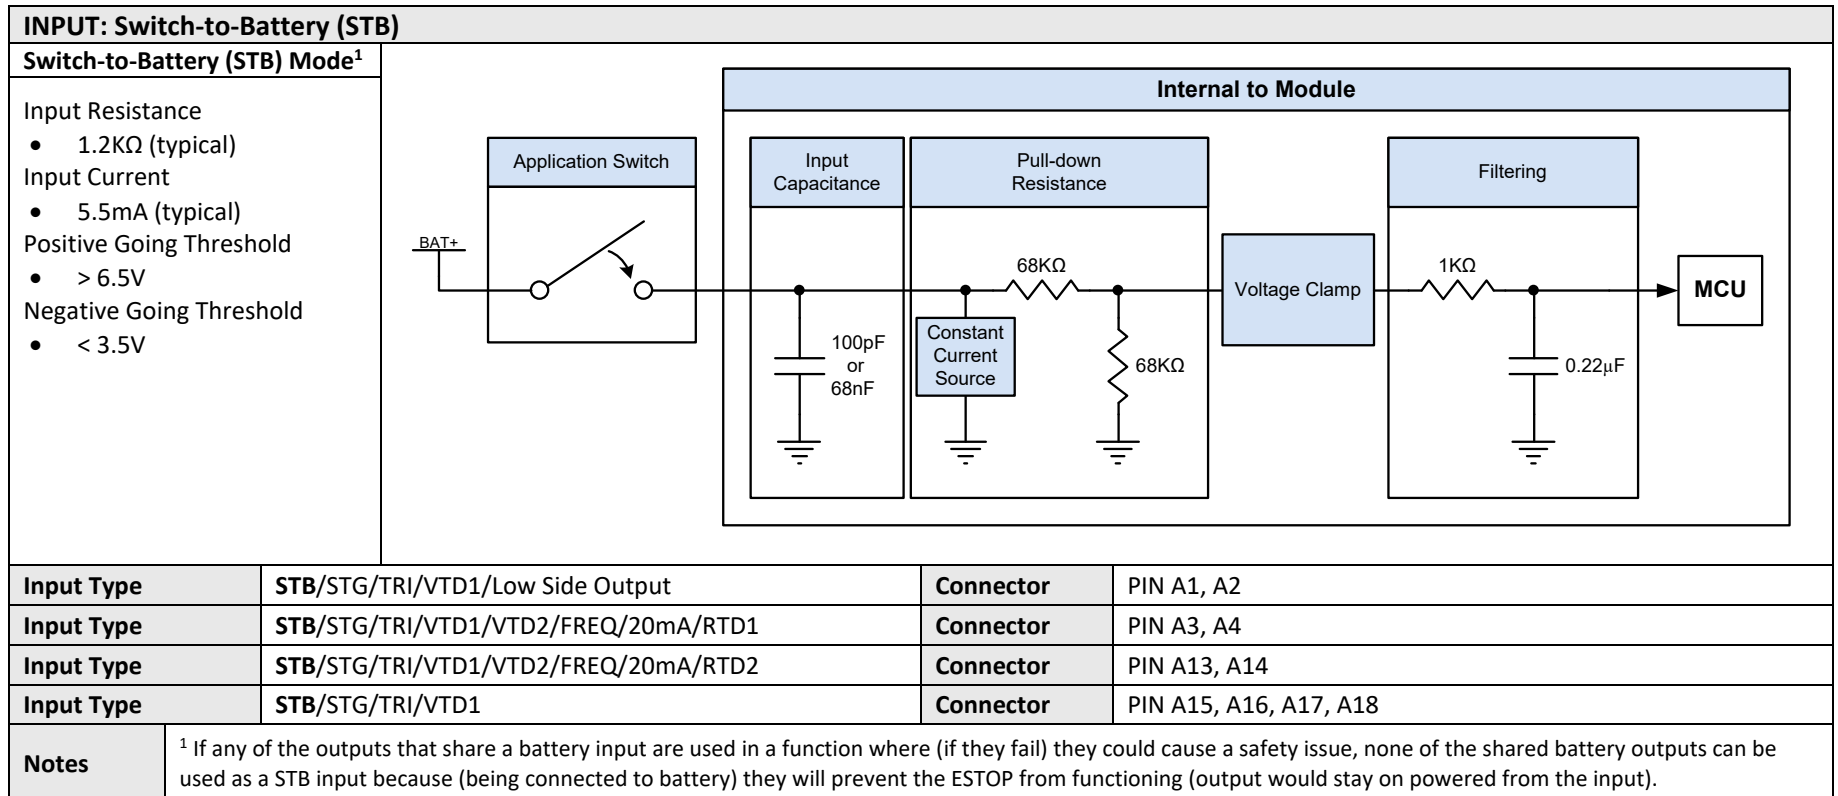 INPUT: Switch-to-Battery (STB)
Switch-to-Battery (STB) Mode¹
Input Resistance
• 1.2KΩ (typical)
Input Current
• 5.5mA (typical)
Positive Going Threshold
• > 6.5V
Negative Going Threshold
• < 3.5V
Internal to Module
Application Switch
Input
Capacitance
Pull-down
Resistance
Filtering
BAT+
68KΩ
Voltage Clamp
1KΩ
MCU
100pF
or
68nF
Constant
Current
Source
68KΩ
0.22µF
Input Type STB/STG/TRI/VTD1/Low Side Output Connector PIN A1, A2
Input Type STB/STG/TRI/VTD1/VTD2/FREQ/20mA/RTD1 Connector PIN A3, A4
Input Type STB/STG/TRI/VTD1/VTD2/FREQ/20mA/RTD2 Connector PIN A13, A14
Input Type STB/STG/TRI/VTD1 Connector PIN A15, A16, A17, A18
Notes
¹ If any of the outputs that share a battery input are used in a function where (if they fail) they could cause a safety issue, none of the shared battery outputs can be
used as a STB input because (being connected to battery) they will prevent the ESTOP from functioning (output would stay on powered from the input).